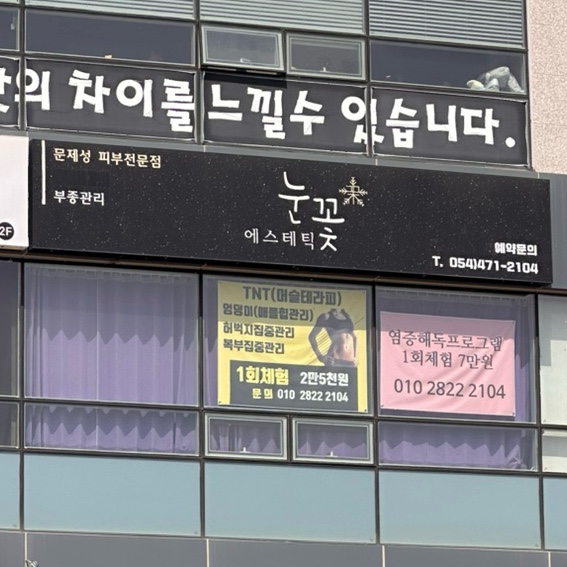 의 차이를 느낄수 있습니다.
문제성 피부전문점
부종관리
눈꽃
에스테틱
예약문의
T. 054)471-2104
2F
TNT(머슬테라피)
엉덩이(애플힙관리)
허벅지집중관리
복부집중관리
1회체험 2만5천원
문의 010 2822 2104
염증해독프로그램
1회체험 7만원
010 2822 2104